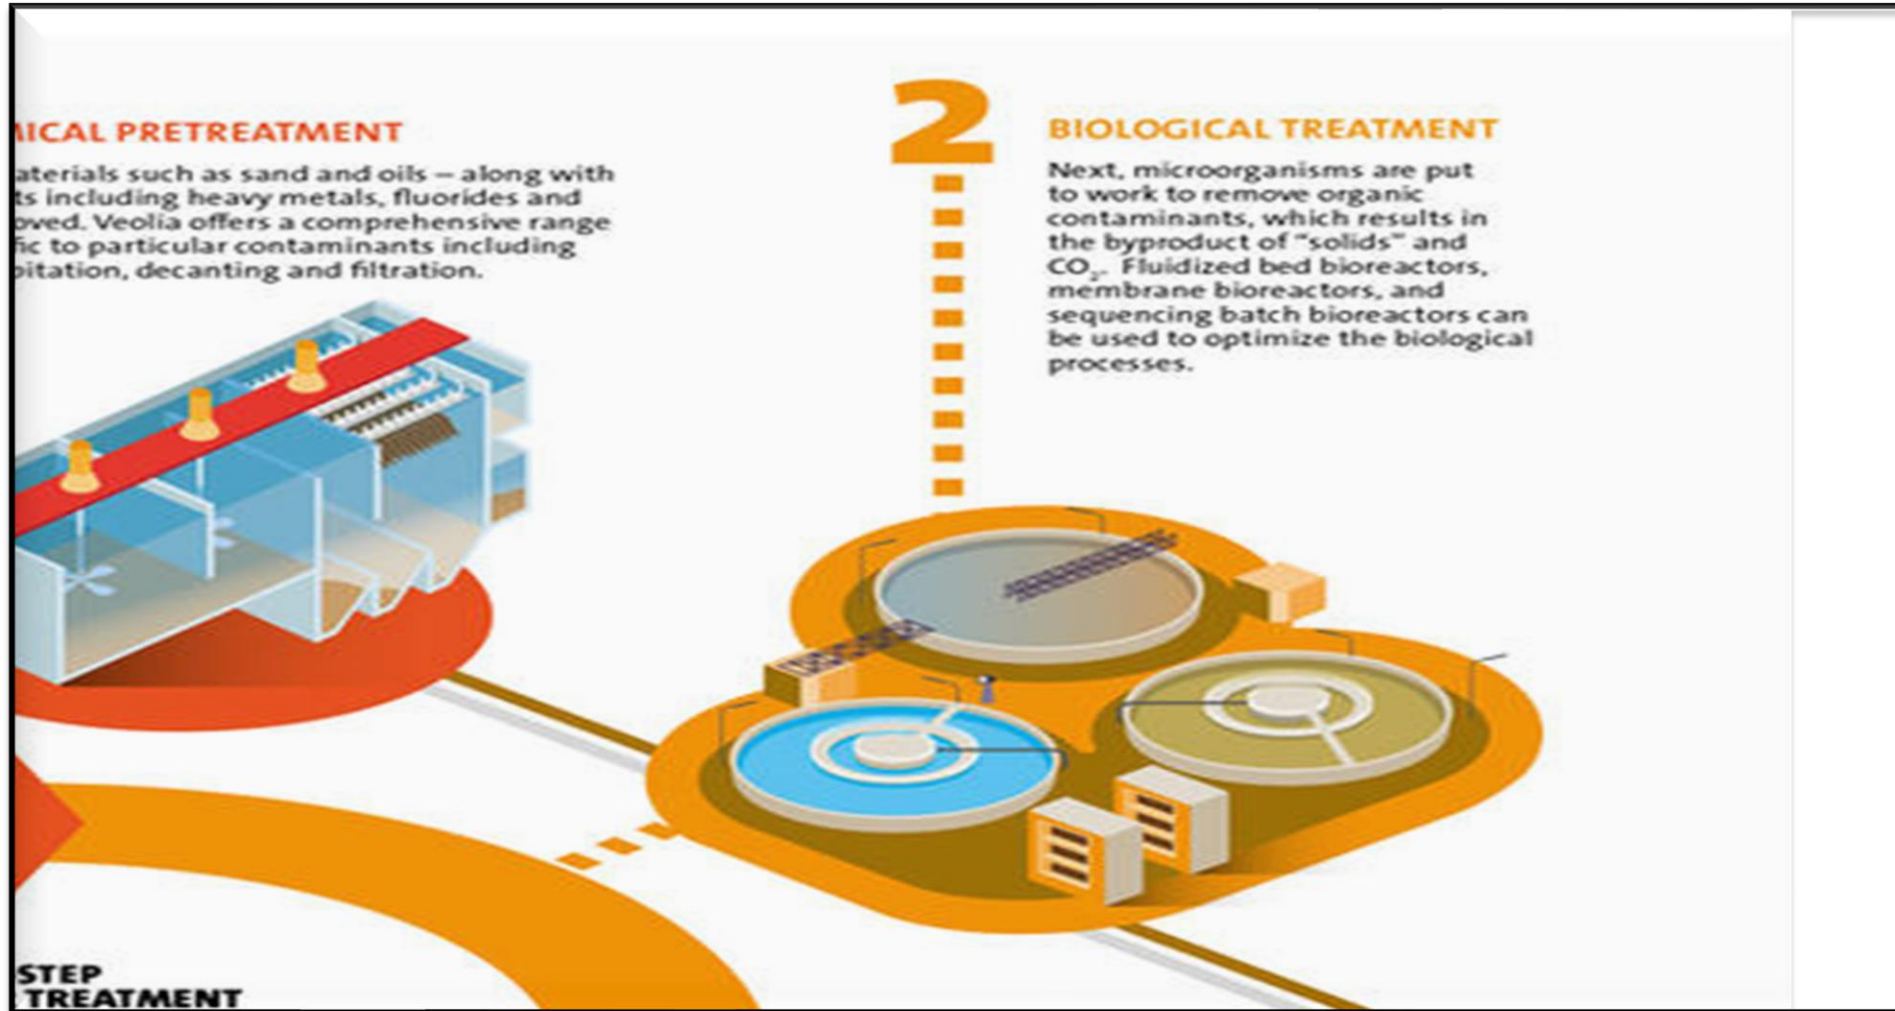 MICAL PRETREATMENT
aterials such as sand and oils – along with
ts including heavy metals, fluorides and
oved. Veolia offers a comprehensive range
fic to particular contaminants including
pitation, decanting and filtration.
2
BIOLOGICAL TREATMENT
Next, microorganisms are put
to work to remove organic
contaminants, which results in
the byproduct of "solids" and
CO₂. Fluidized bed bioreactors,
membrane bioreactors, and
sequencing batch bioreactors can
be used to optimize the biological
processes.
STEP
TREATMENT